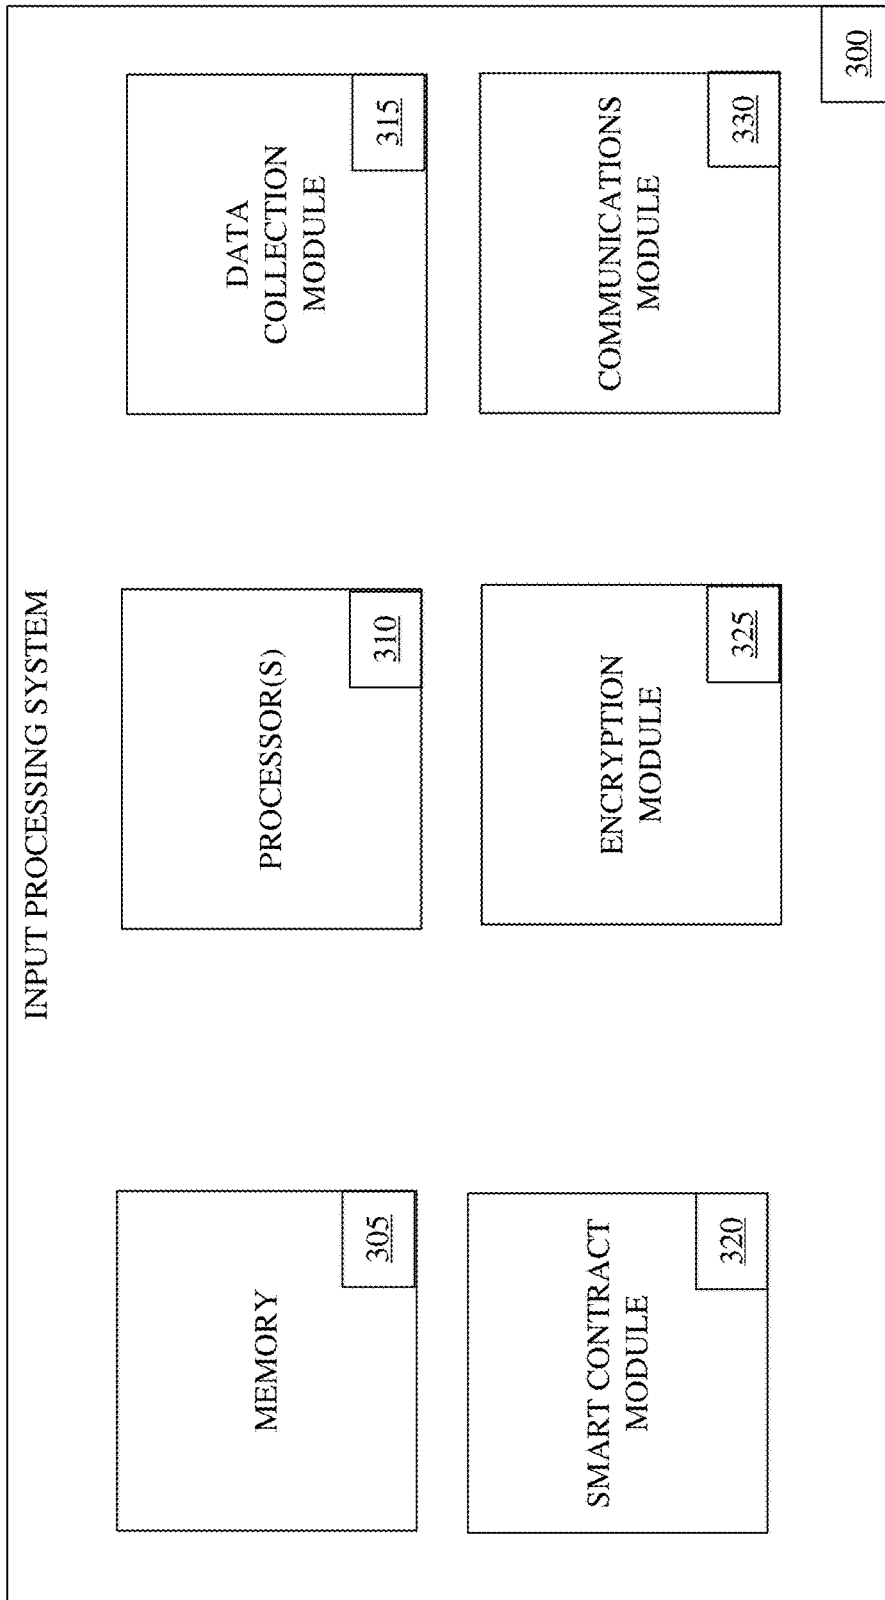 INPUT PROCESSING SYSTEM
MEMORY
305
PROCESSOR(S)
310
DATA
COLLECTION
MODULE
315
SMART CONTRACT
MODULE
320
ENCRYPTION
MODULE
325
COMMUNICATIONS
MODULE
330
300